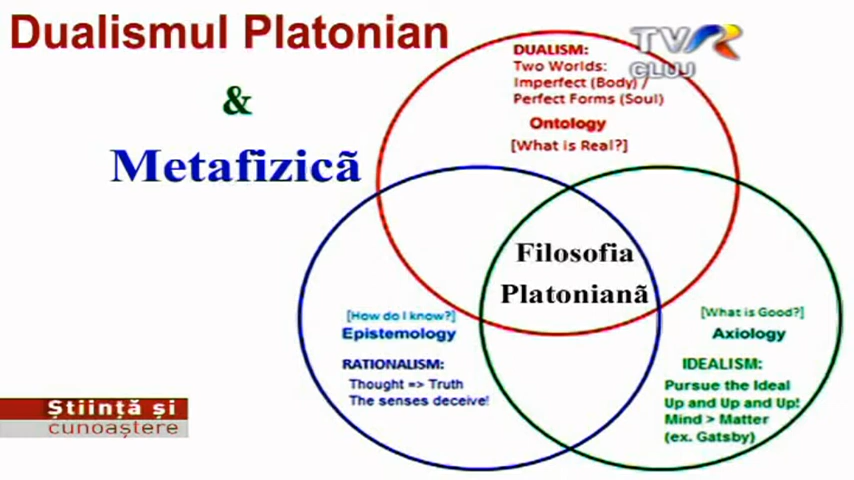 Dualismul Platonian
&
Metafizicã
TVR
CLUJ
DUALISM:
Two Worlds:
Imperfect (Body) /
Perfect Forms (Soul)
Ontology
[What is Real?]
Filosofia
Platonianã
[How do I know?]
Epistemology
RATIONALISM:
Thought => Truth
The senses deceive!
[What is Good?]
Axiology
IDEALISM:
Pursue the Ideal
Up and Up and Up!
Mind > Matter
(ex. Gatsby)
Știință și
cunoaștere